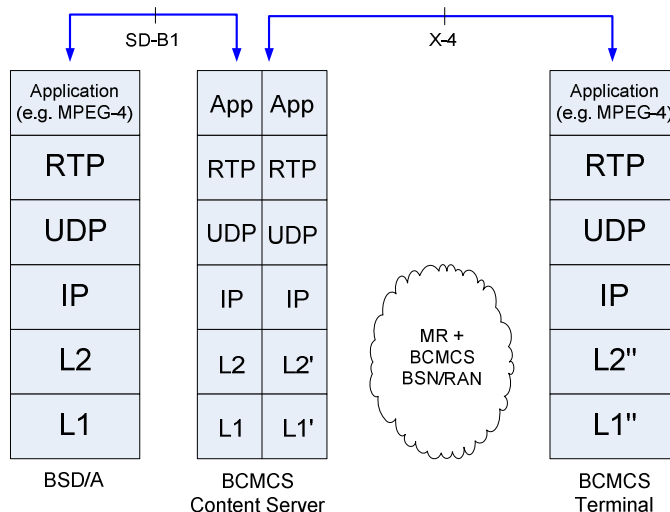 SD-B1
X-4
Application
(e.g. MPEG-4)
App
App
Application
(e.g. MPEG-4)
RTP
RTP
RTP
RTP
UDP
UDP
UDP
UDP
IP
IP
IP
IP
MR +
BCMCS
BSN/RAN
L2
L2
L2'
L2"
L1
L1
L1'
L1"
BSD/A
BCMCS
Content Server
BCMCS
Terminal